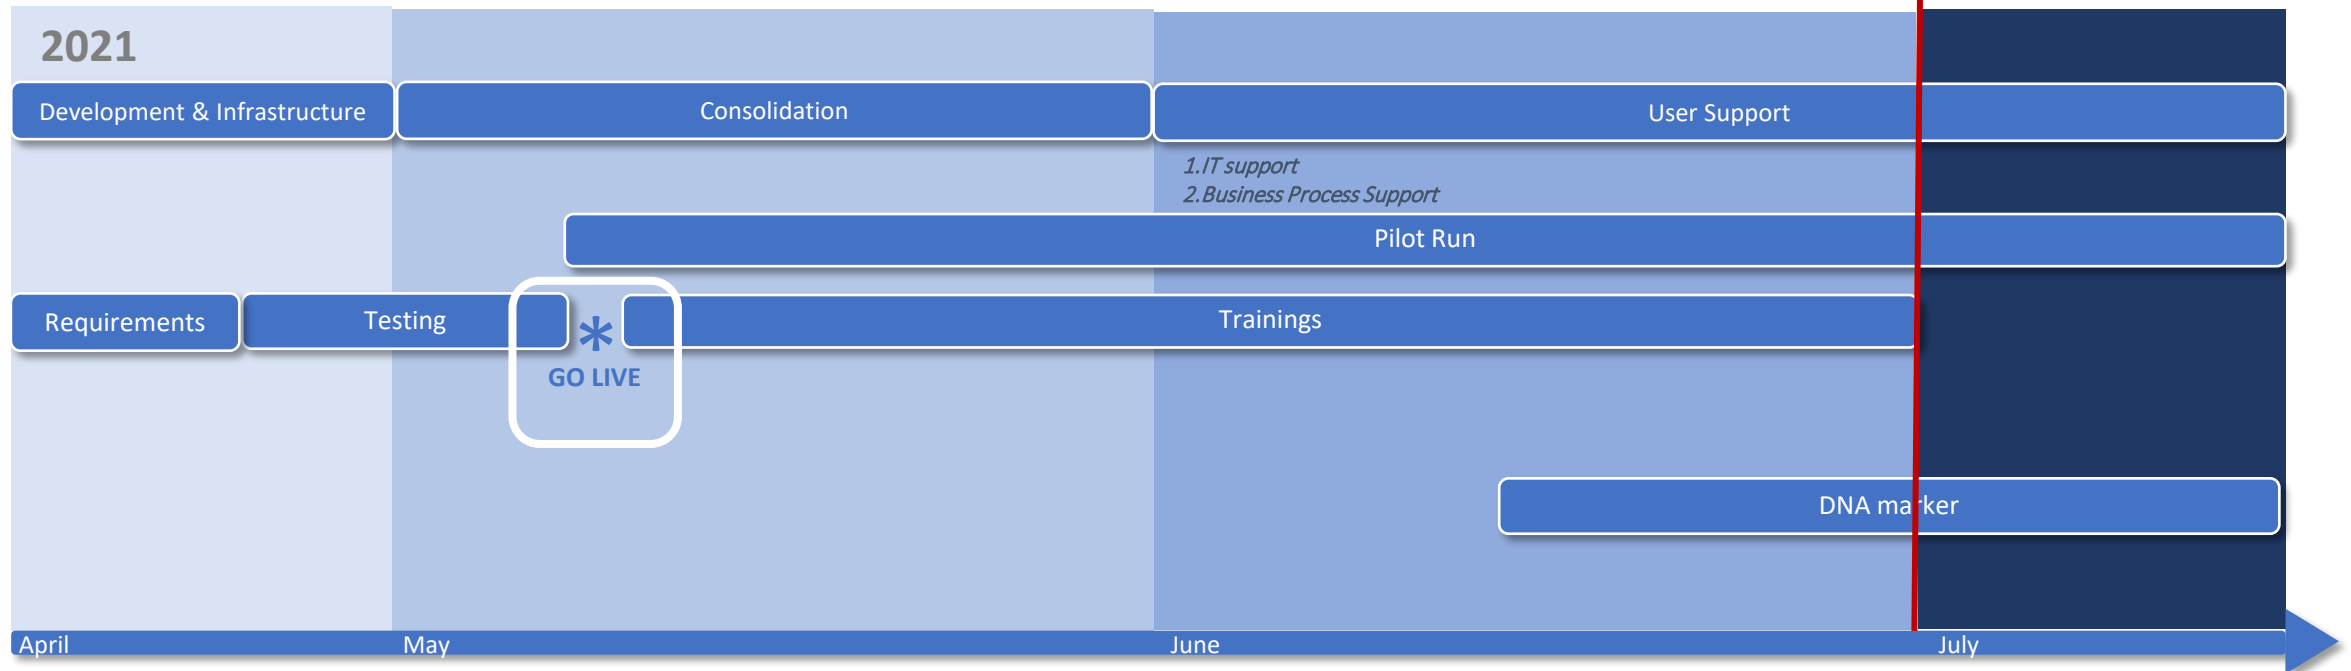 2021
Development & Infrastructure
Consolidation
User Support
1.IT support
2.Business Process Support
Pilot Run
Requirements
Testing
*
Trainings
GO LIVE
DNA marker
April
May
June
July